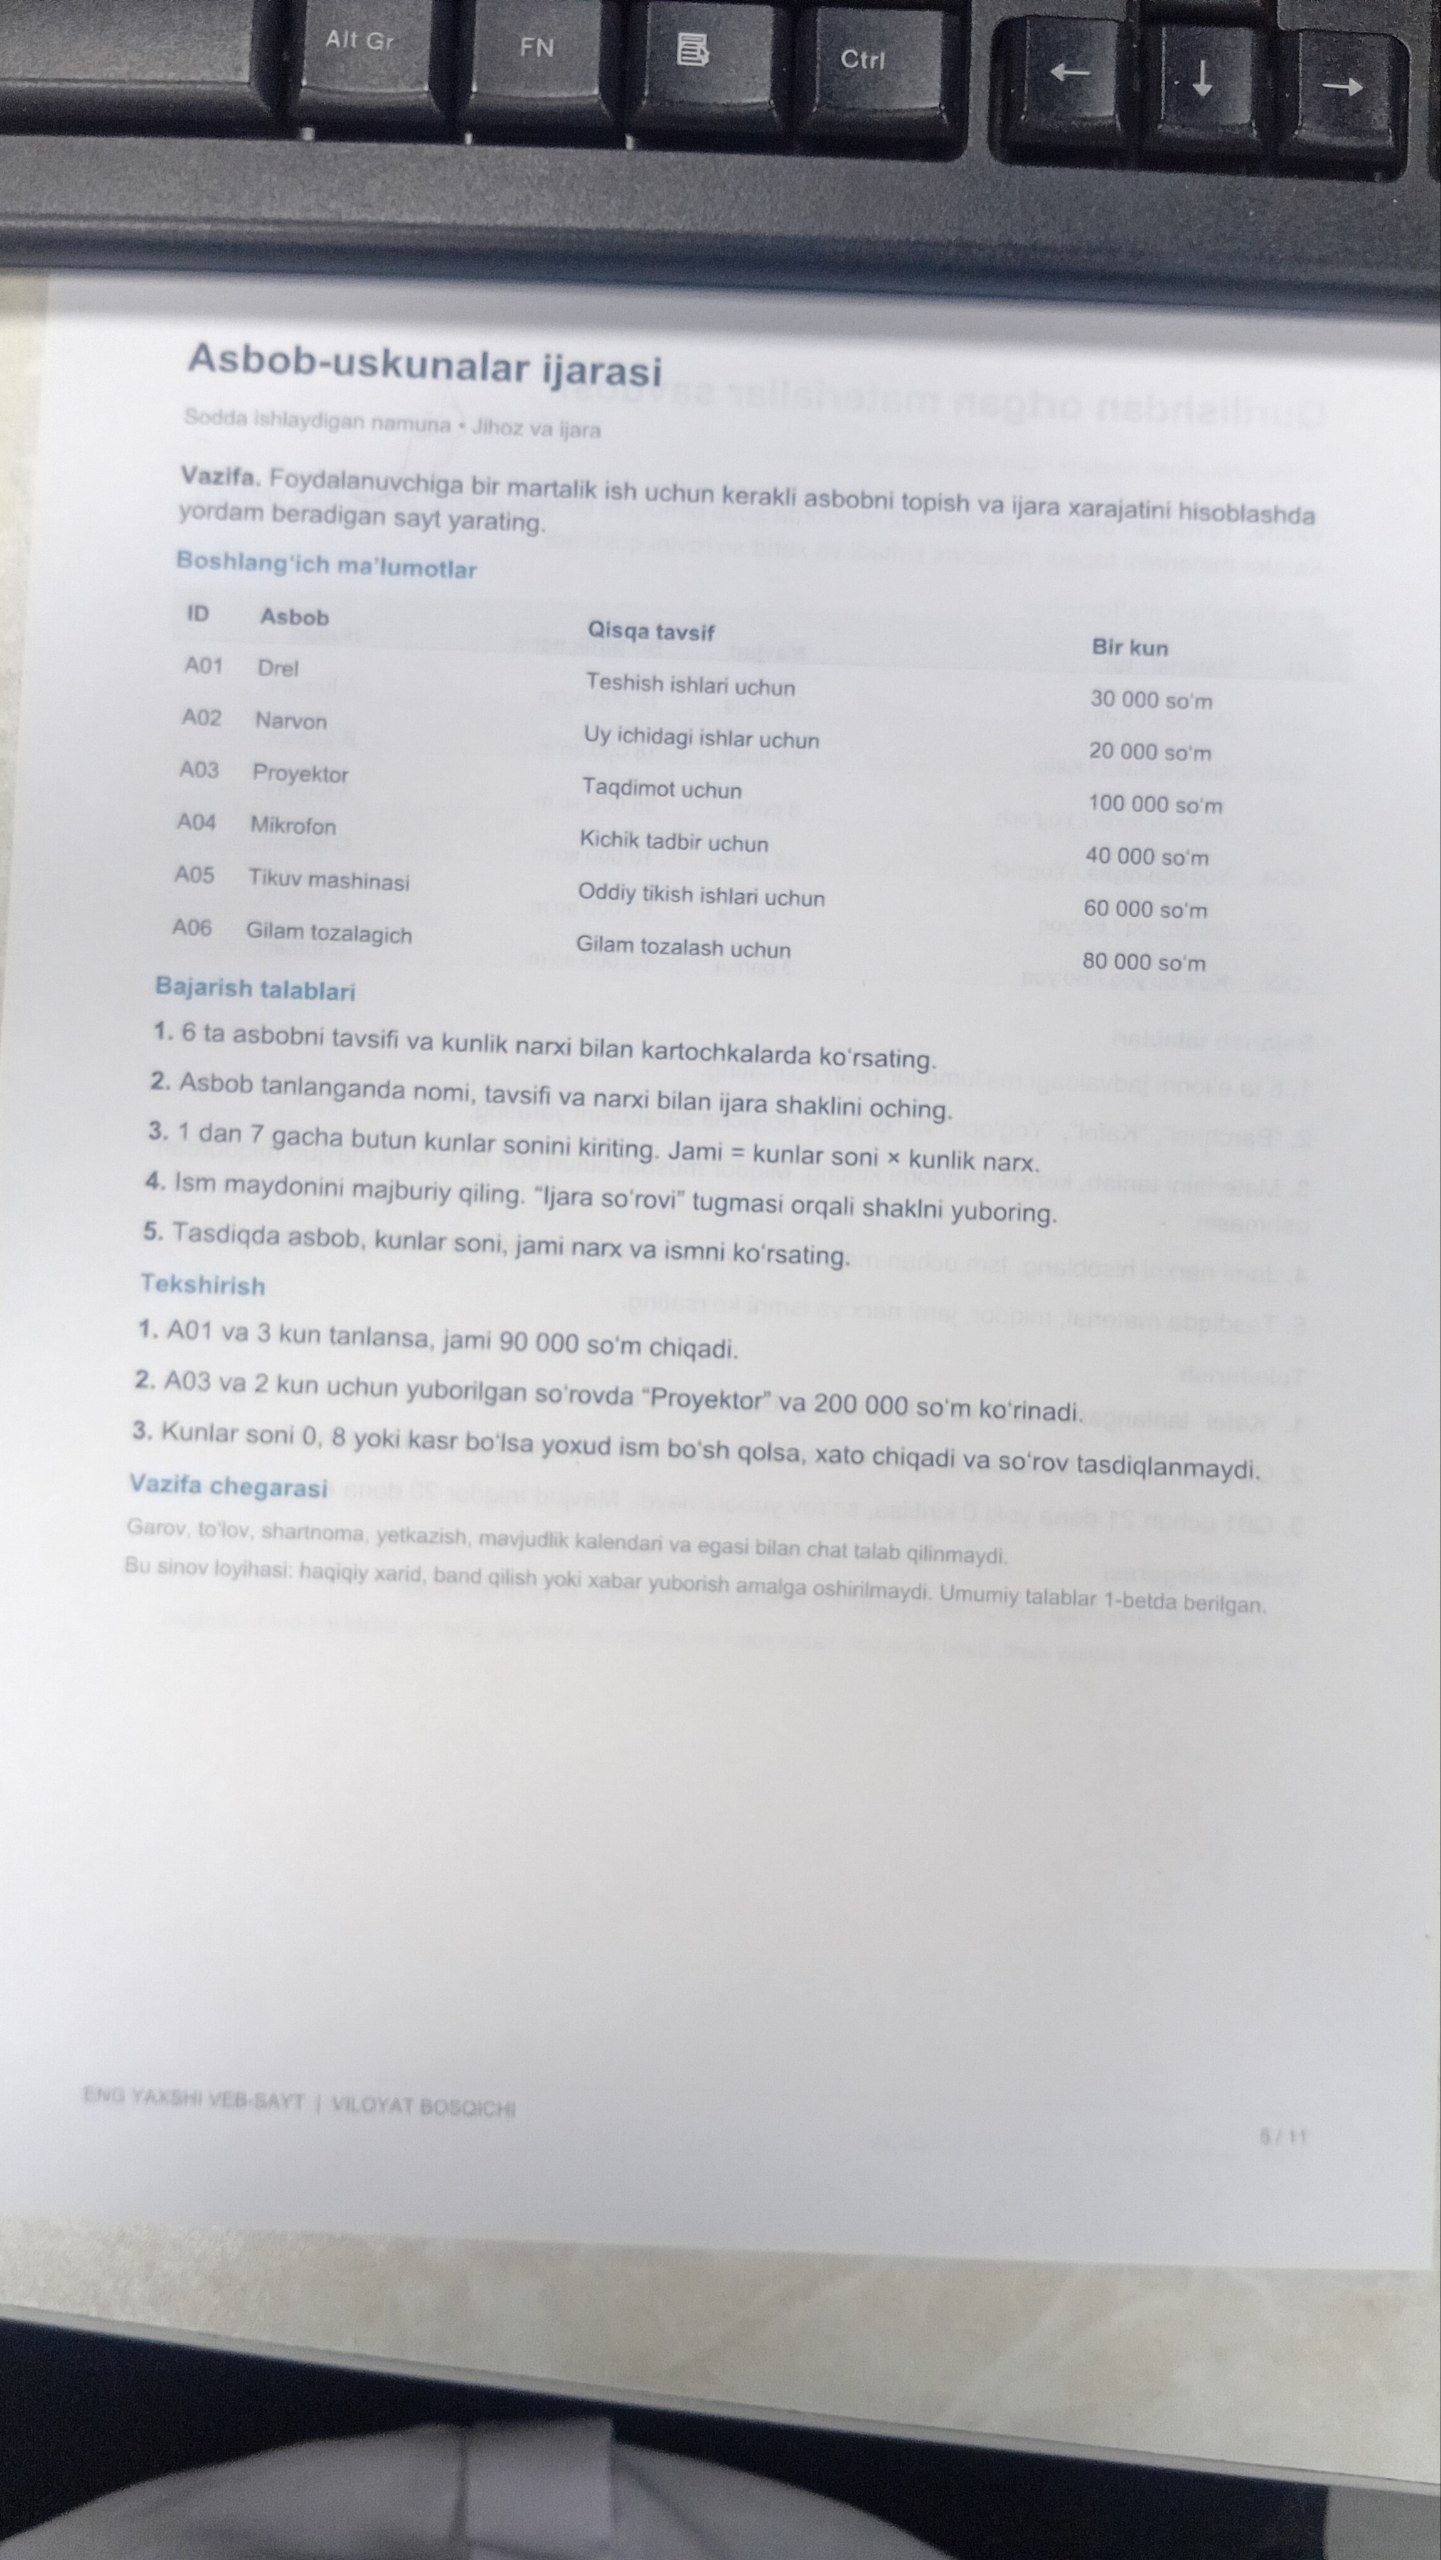 Alt Gr
FN
Ctrl
Asbob-uskunalar ijarasi
Sodda ishlaydigan namuna • Jihoz va ijara
Vazifa. Foydalanuvchiga bir martalik ish uchun kerakli asbobni topish va ijara xarajatini hisoblashda
yordam beradigan sayt yarating.
Boshlang‘ich ma’lumotlar
ID Asbob Qisqa tavsif Bir kun
A01 Drel Teshish ishlari uchun 30 000 so‘m
A02 Narvon Uy ichidagi ishlar uchun 20 000 so‘m
A03 Proyektor Taqdimot uchun 100 000 so‘m
A04 Mikrofon Kichik tadbir uchun 40 000 so‘m
A05 Tikuv mashinasi Oddiy tikish ishlari uchun 60 000 so‘m
A06 Gilam tozalagich Gilam tozalash uchun 80 000 so‘m
Bajarish talablari
1. 6 ta asbobni tavsifi va kunlik narxi bilan kartochkalarda ko‘rsating.
2. Asbob tanlanganda nomi, tavsifi va narxi bilan ijara shaklini oching.
3. 1 dan 7 gacha butun kunlar sonini kiriting. Jami = kunlar soni × kunlik narx.
4. Ism maydonini majburiy qiling. “Ijara so‘rovi” tugmasi orqali shaklni yuboring.
5. Tasdiqda asbob, kunlar soni, jami narx va ismni ko‘rsating.
Tekshirish
1. A01 va 3 kun tanlansa, jami 90 000 so‘m chiqadi.
2. A03 va 2 kun uchun yuborilgan so‘rovda “Proyektor” va 200 000 so‘m ko‘rinadi.
3. Kunlar soni 0, 8 yoki kasr bo‘lsa yoxud ism bo‘sh qolsa, xato chiqadi va so‘rov tasdiqlanmaydi.
Vazifa chegarasi
Garov, to‘lov, shartnoma, yetkazish, mavjudlik kalendari va egasi bilan chat talab qilinmaydi.
Bu sinov loyihasi: haqiqiy xarid, band qilish yoki xabar yuborish amalga oshirilmaydi. Umumiy talablar 1-betda berilgan.
ENG YAXSHI VEB-SAYT | VILOYAT BOSQICHI
5 / 11